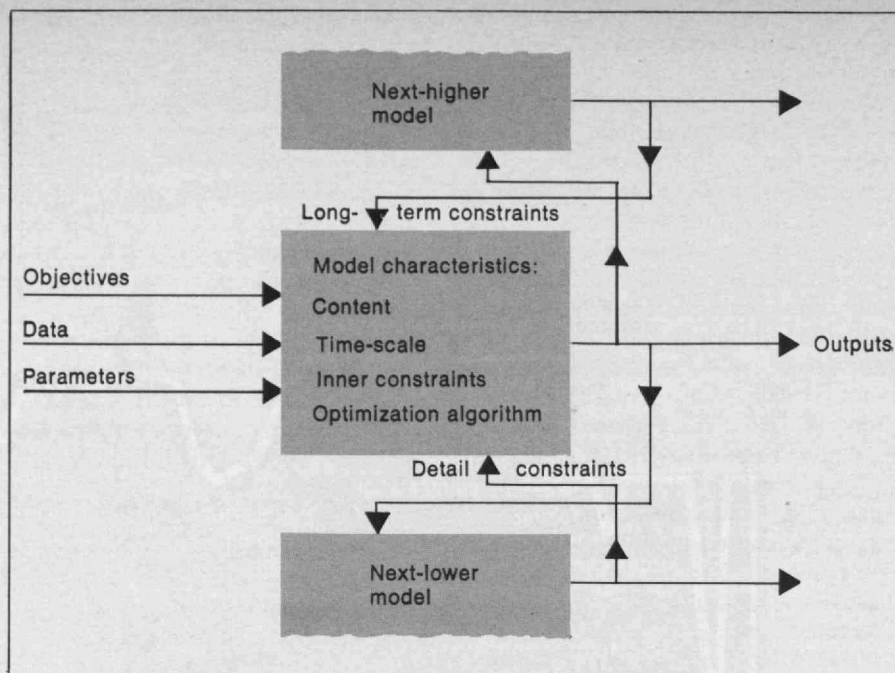 Next-higher
model
Long- term constraints
Objectives
Data
Parameters
Model characteristics:
Content
Time-scale
Inner constraints
Optimization algorithm
Outputs
Detail constraints
Next-lower
model